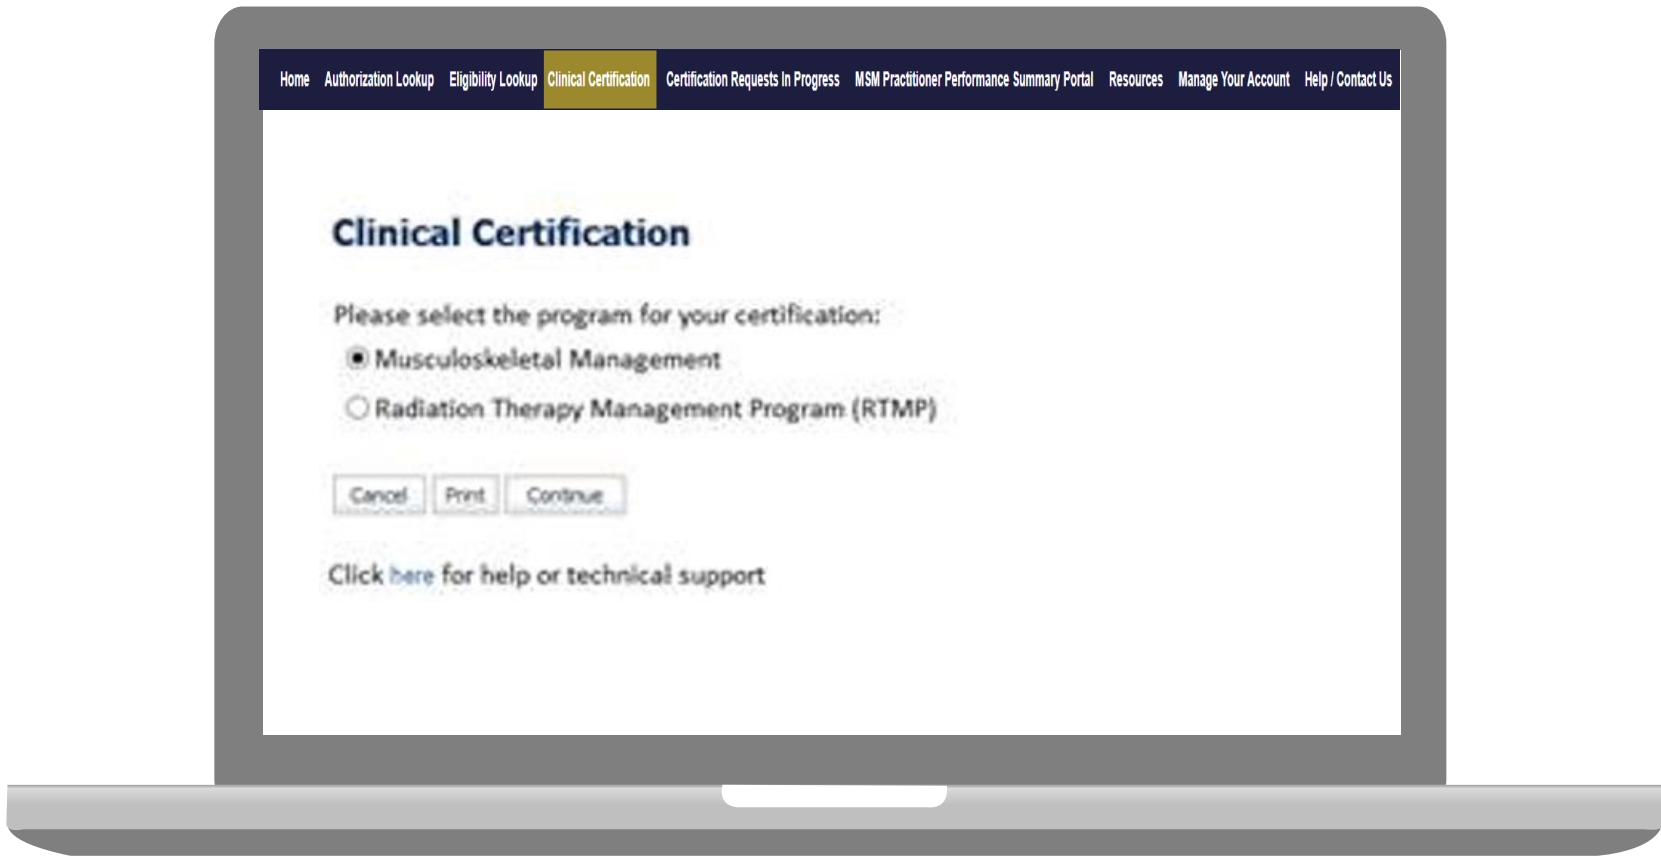 Home Authorization Lookup Eligibility Lookup Clinical Certification Certification Requests In Progress MSM Practitioner Performance Summary Portal Resources Manage Your Account Help / Contact Us
Clinical Certification
Please select the program for your certification:
Musculoskeletal Management
Radiation Therapy Management Program (RTMP)
Cancel Print Continue
Click here for help or technical support